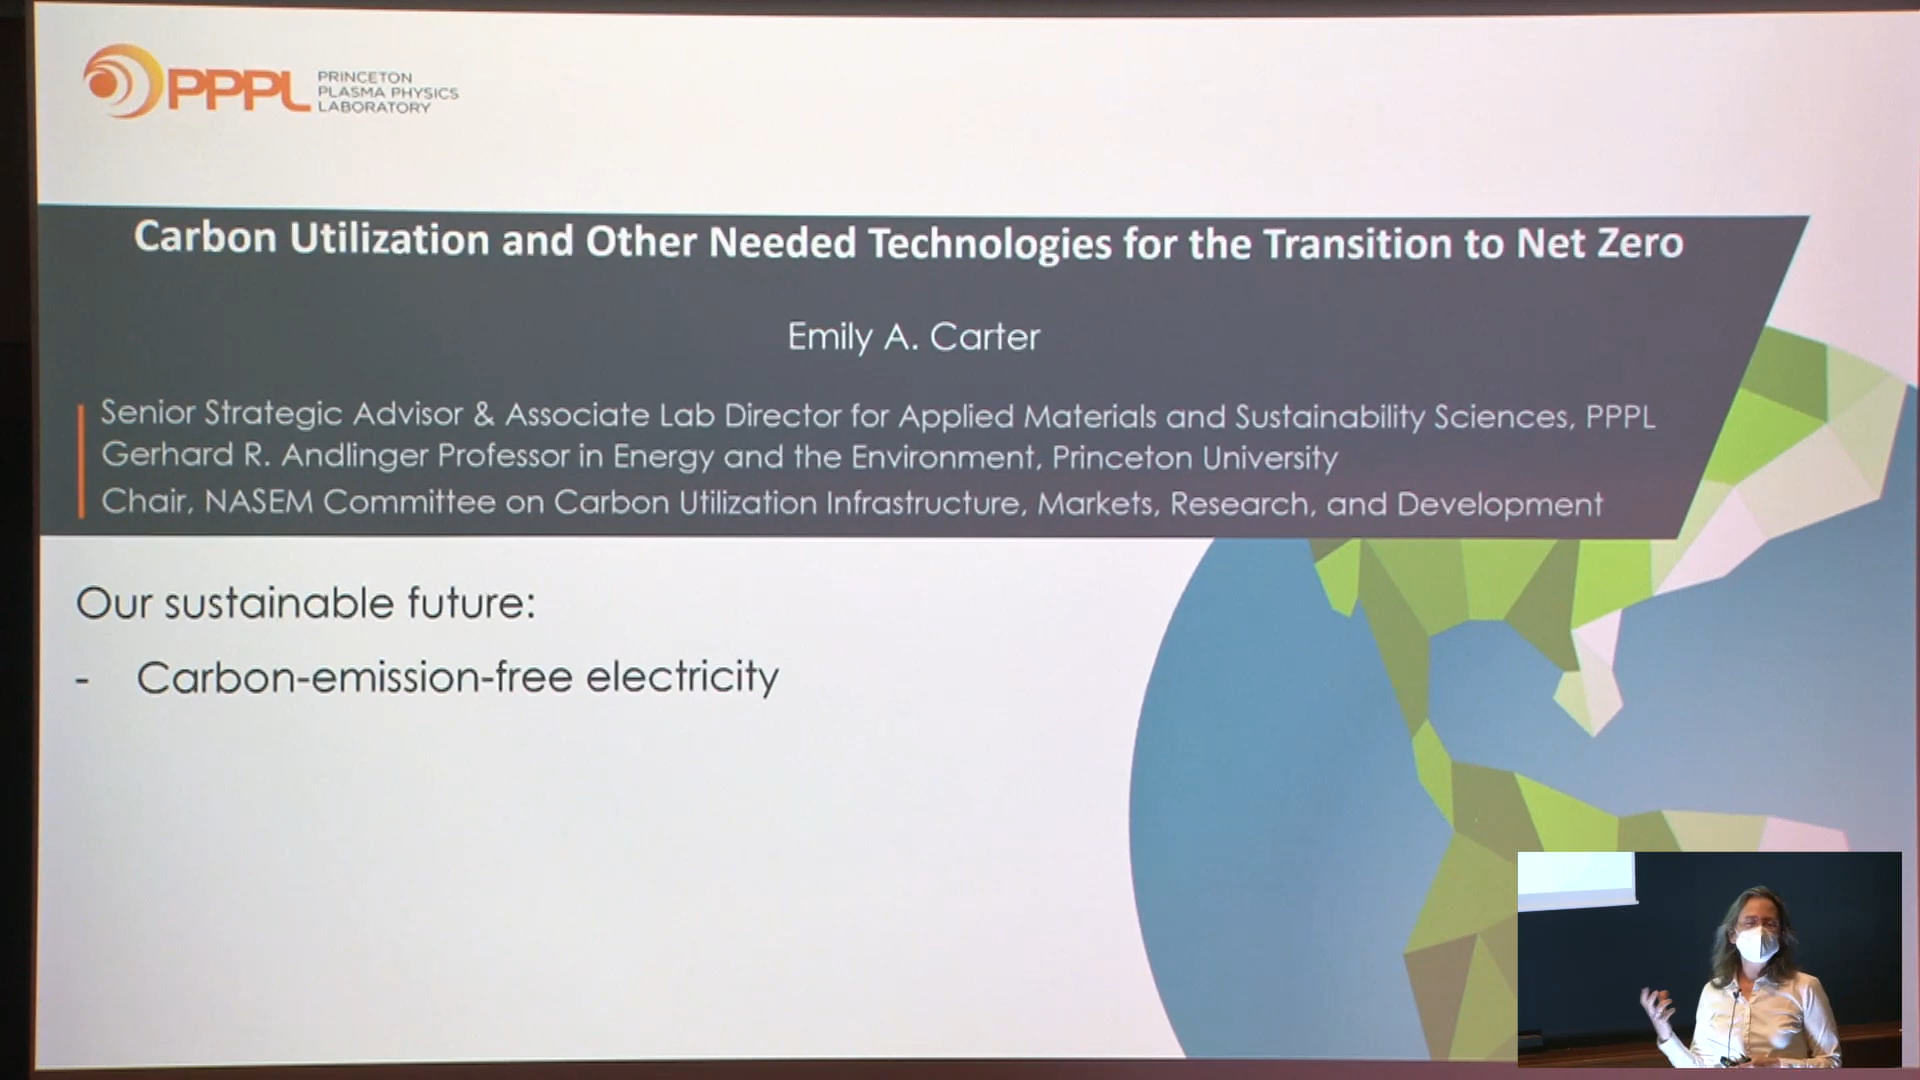 PPPL
PRINCETON
PLASMA PHYSICS
LABORATORY
Carbon Utilization and Other Needed Technologies for the Transition to Net Zero
Emily A. Carter
Senior Strategic Advisor & Associate Lab Director for Applied Materials and Sustainability Sciences, PPPL
Gerhard R. Andlinger Professor in Energy and the Environment, Princeton University
Chair, NASEM Committee on Carbon Utilization Infrastructure, Markets, Research, and Development
Our sustainable future:
- Carbon-emission-free electricity